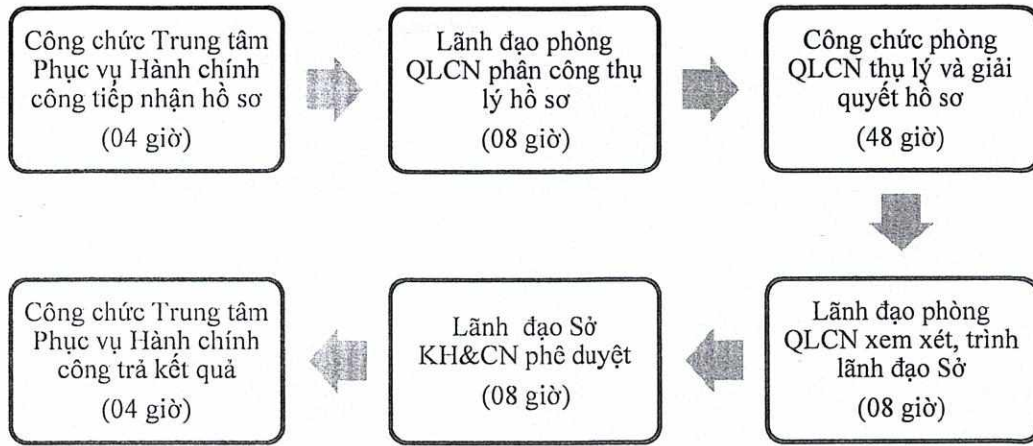 Công chức Trung tâm
Phục vụ Hành chính
công tiếp nhận hồ sơ
(04 giờ)
Lãnh đạo phòng
QLCN phân công thụ
lý hồ sơ
(08 giờ)
Công chức phòng
QLCN thụ lý và giải
quyết hồ sơ
(48 giờ)
Lãnh đạo phòng
QLCN xem xét, trình
lãnh đạo Sở
(08 giờ)
Lãnh đạo Sở
KH&CN phê duyệt
(08 giờ)
Công chức Trung tâm
Phục vụ Hành chính
công trả kết quả
(04 giờ)